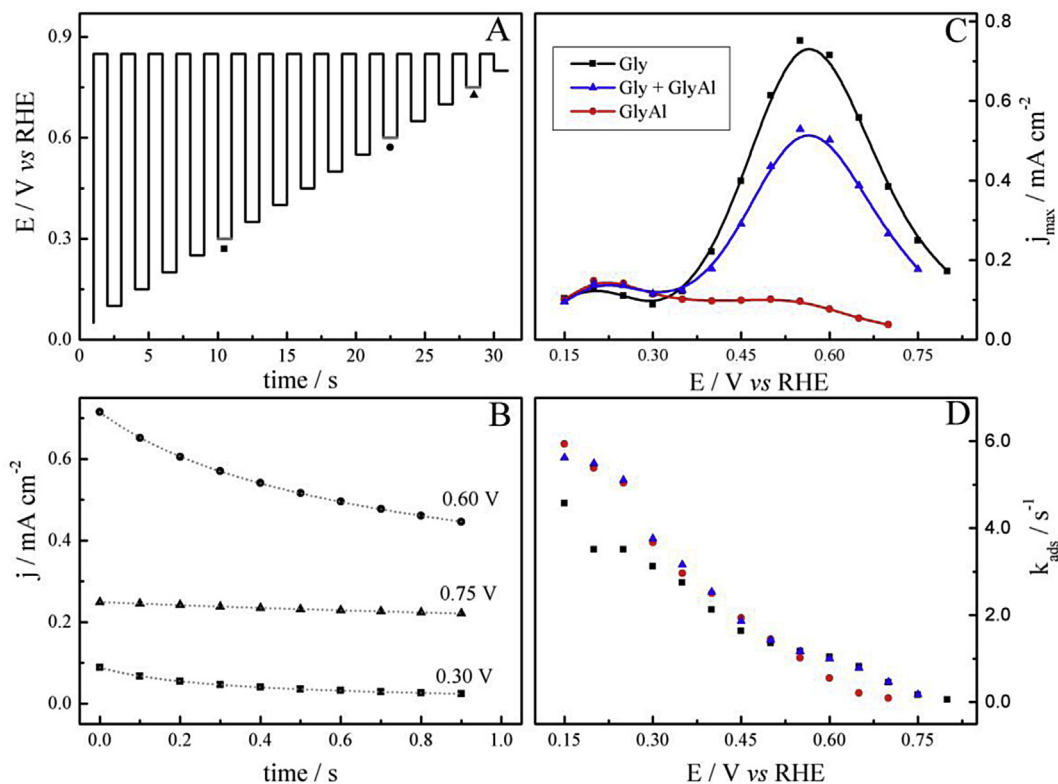 A
0.9
0.6
0.3
0.0
E / V vs RHE
0 5 10 15 20 25 30
time / s
C
Gly
Gly + GlyAl
GlyAl
0.8
0.6
0.4
0.2
0.0
jmax / mA cm-2
0.15 0.30 0.45 0.60 0.75
E / V vs RHE
B
0.6
0.4
0.2
0.0
j / mA cm-2
0.60 V
0.75 V
0.30 V
0.0 0.2 0.4 0.6 0.8 1.0
time / s
D
6.0
4.0
2.0
0.0
kads / s-1
0.15 0.30 0.45 0.60 0.75
E / V vs RHE